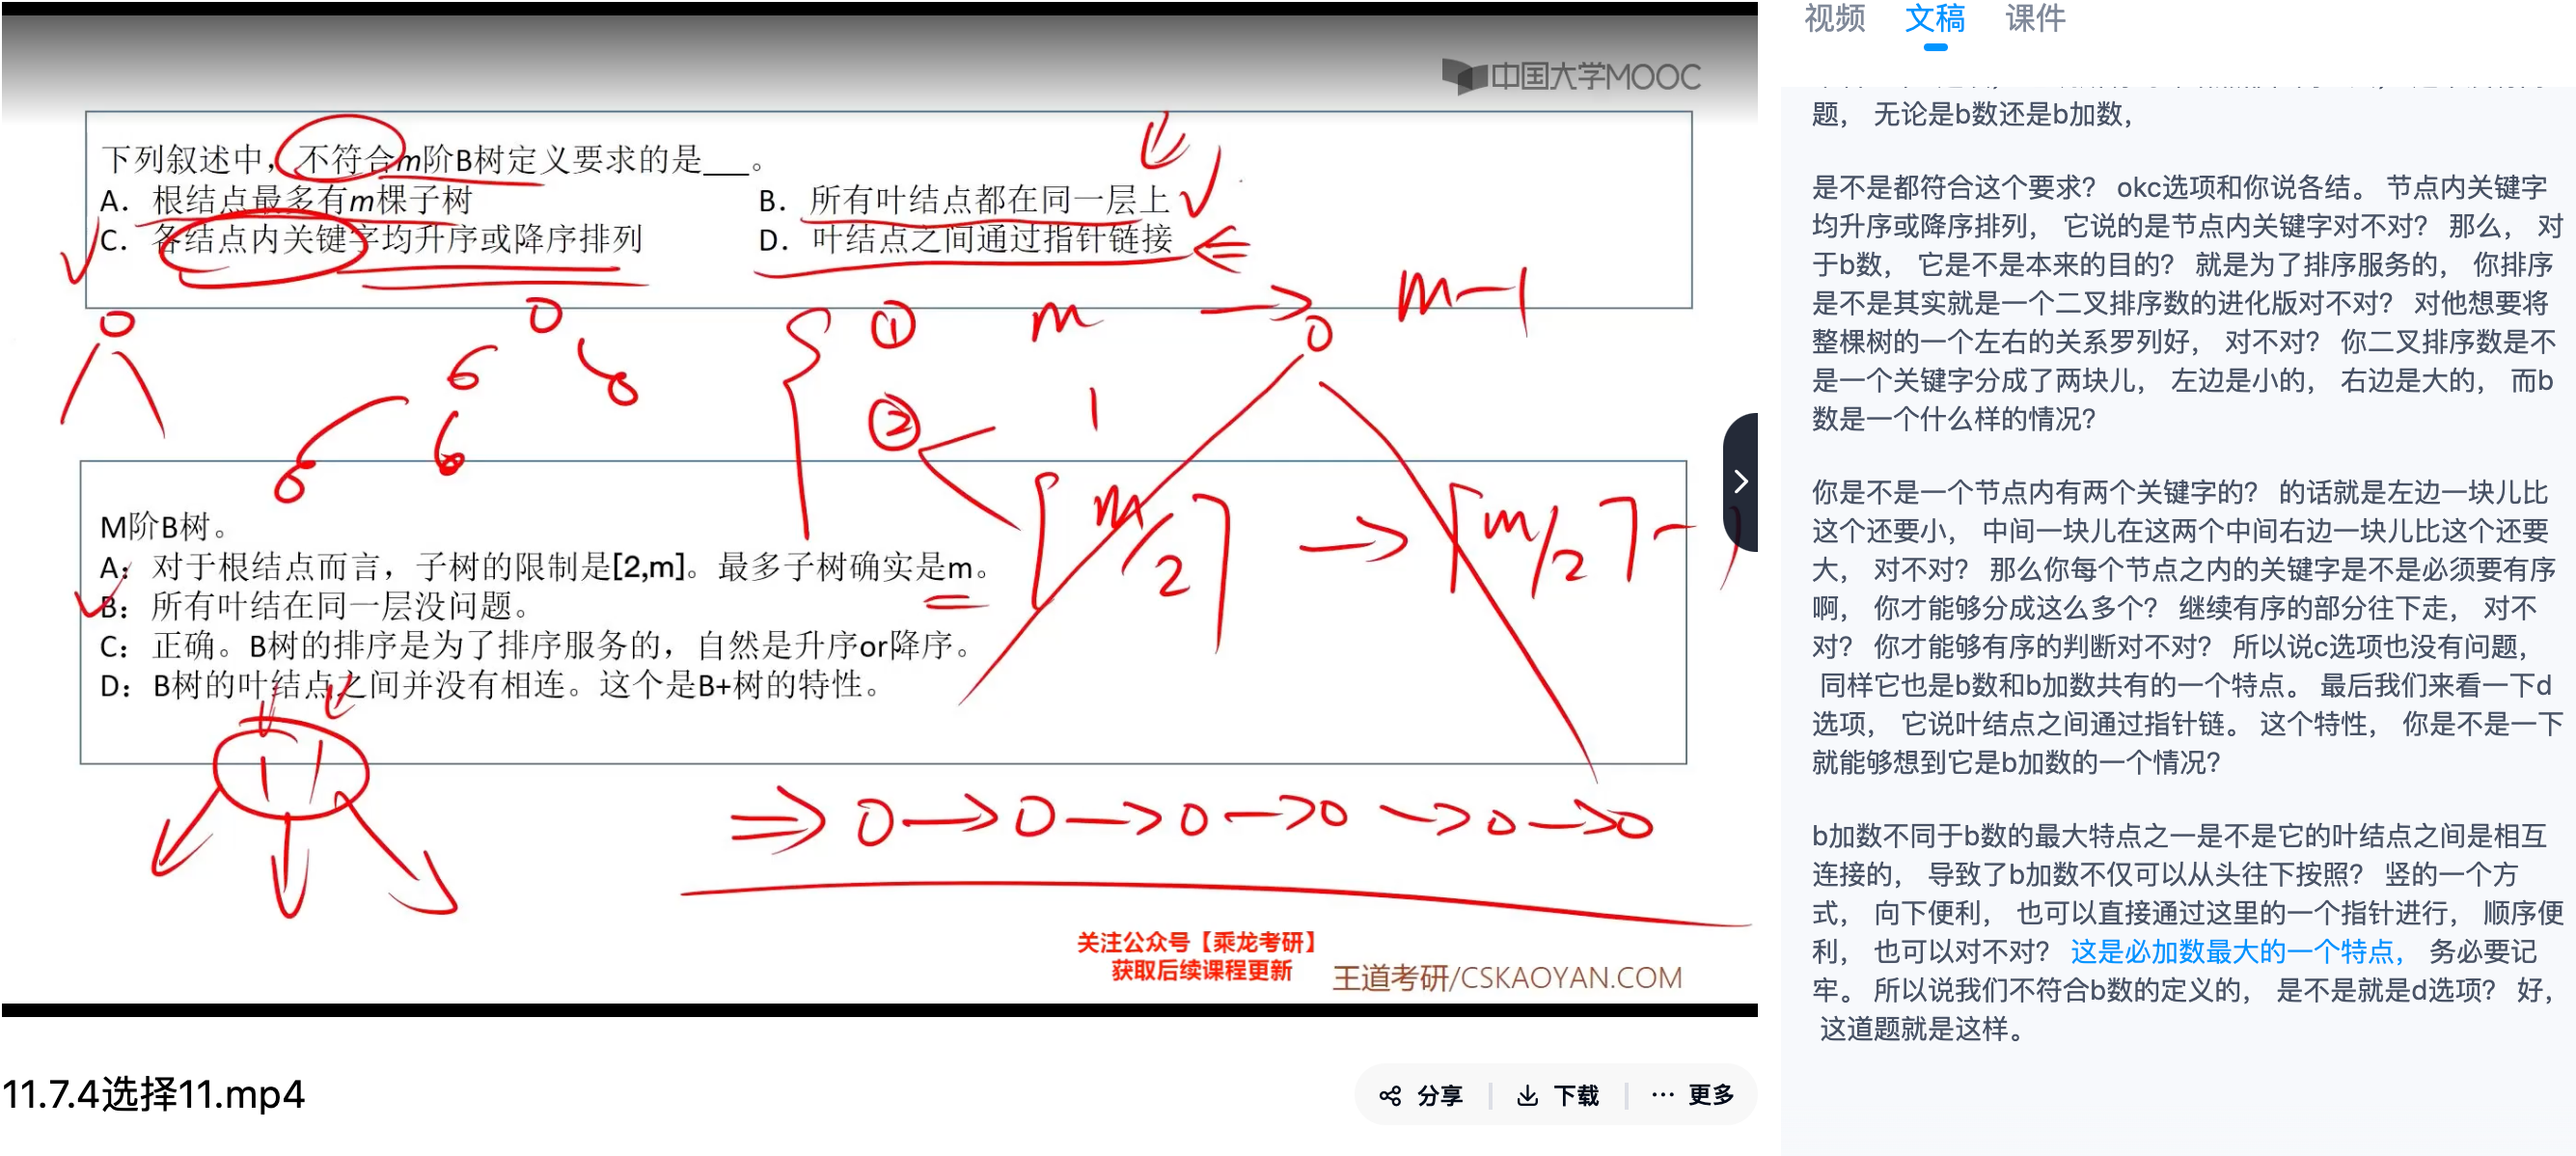 中国大学MOOC
下列叙述中，不符合m阶B树定义要求的是___。
A．根结点最多有m棵子树
B．所有叶结点都在同一层上
C．各结点内关键字均升序或降序排列
D．叶结点之间通过指针链接
① m → m-1
② 1
⌈m/2⌉ → ⌈m/2⌉-1
M阶B树。
A：对于根结点而言，子树的限制是[2,m]。最多子树确实是m。
B：所有叶结在同一层没问题。
C：正确。B树的排序是为了排序服务的，自然是升序or降序。
D：B树的叶结点之间并没有相连。这个是B+树的特性。
关注公众号【乘龙考研】
获取后续课程更新
王道考研/CSKAOYAN.COM
11.7.4选择11.mp4
分享
下载
更多
视频 文稿 课件
题， 无论是b数还是b加数，
是不是都符合这个要求？ okc选项和你说各结。 节点内关键字
均升序或降序排列， 它说的是节点内关键字对不对？ 那么， 对
于b数， 它是不是本来的目的？ 就是为了排序服务的， 你排序
是不是其实就是一个二叉排序数的进化版对不对？ 对他想要将
整棵树的一个左右的关系罗列好， 对不对？ 你二叉排序数是不
是一个关键字分成了两块儿， 左边是小的， 右边是大的， 而b
数是一个什么样的情况？
你是不是一个节点内有两个关键字的？ 的话就是左边一块儿比
这个还要小， 中间一块儿在这两个中间右边一块儿比这个还要
大， 对不对？ 那么你每个节点之内的关键字是不是必须要有序
啊， 你才能够分成这么多个？ 继续有序的部分往下走， 对不
对？ 你才能够有序的判断对不对？ 所以说c选项也没有问题，
同样它也是b数和b加数共有的一个特点。 最后我们来看一下d
选项， 它说叶结点之间通过指针链。 这个特性， 你是不是一下
就能够想到它是b加数的一个情况？
b加数不同于b数的最大特点之一是不是它的叶结点之间是相互
连接的， 导致了b加数不仅可以从头往下按照？ 竖的一个方
式， 向下便利， 也可以直接通过这里的一个指针进行， 顺序便
利， 也可以对不对？ 这是必加数最大的一个特点， 务必要记
牢。 所以说我们不符合b数的定义的， 是不是就是d选项？ 好，
这道题就是这样。